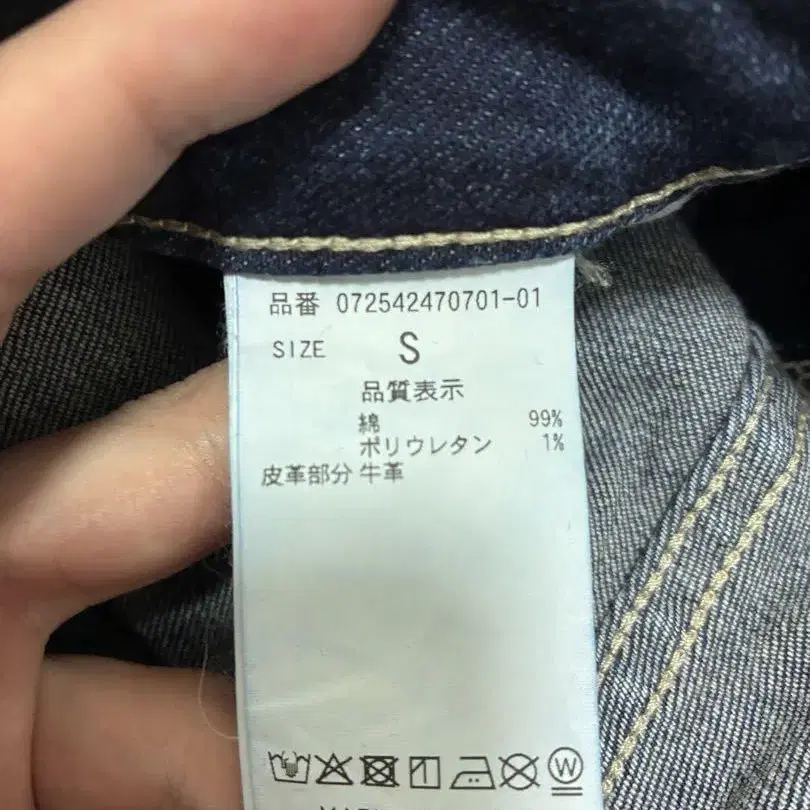 品番 072542470701-01
SIZE S
品質表示
綿 99%
ポリウレタン 1%
皮革部分 牛革
W